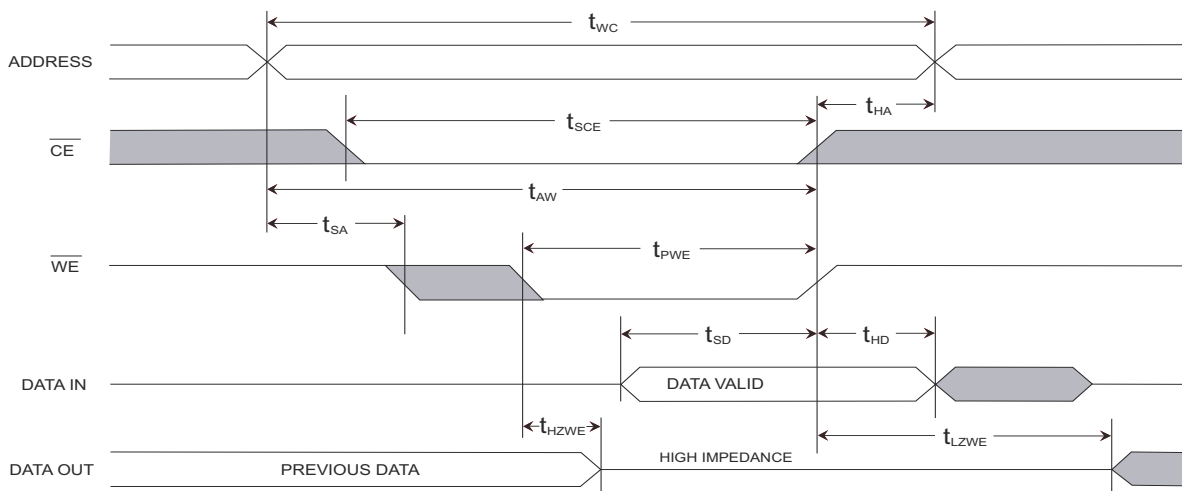 tWC
ADDRESS
tHA
tSCE
CE
tAW
tSA
tPWE
WE
tSD
tHD
DATA IN
DATA VALID
tHZWE
tLZWE
HIGH IMPEDANCE
DATA OUT
PREVIOUS DATA